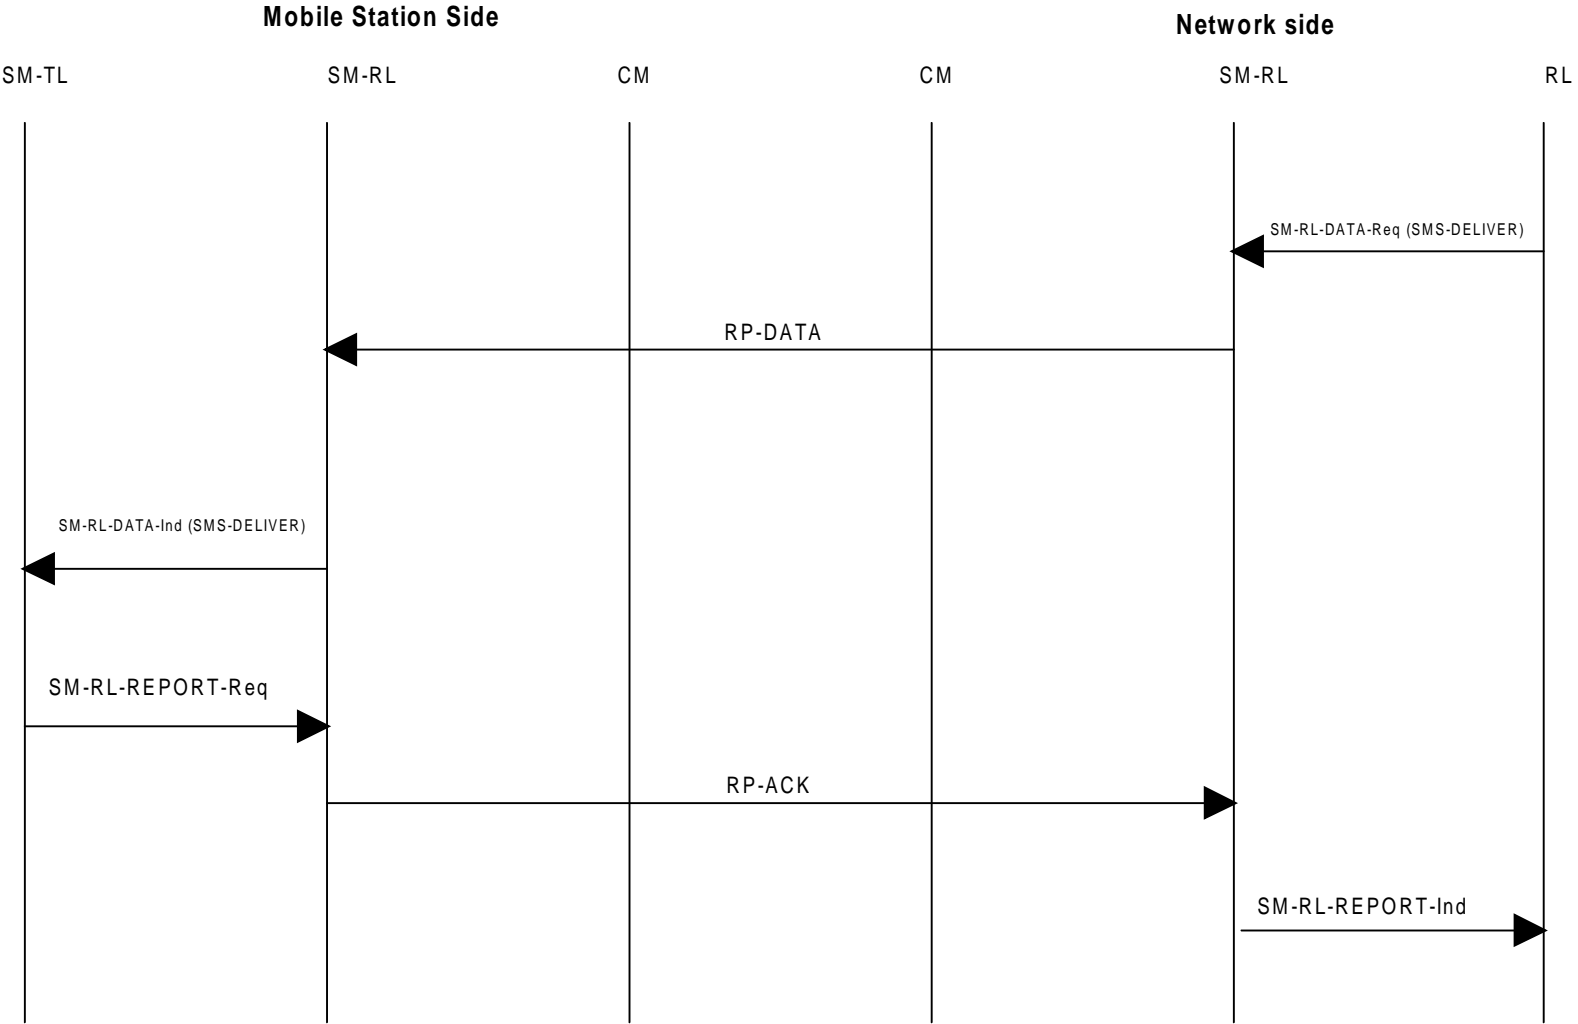 Mobile Station Side
Network side
SM-TL
SM-RL
CM
CM
SM-RL
RL
SM-RL-DATA-Req (SMS-DELIVER)
RP-DATA
SM-RL-DATA-Ind (SMS-DELIVER)
SM-RL-REPORT-Req
RP-ACK
SM-RL-REPORT-Ind